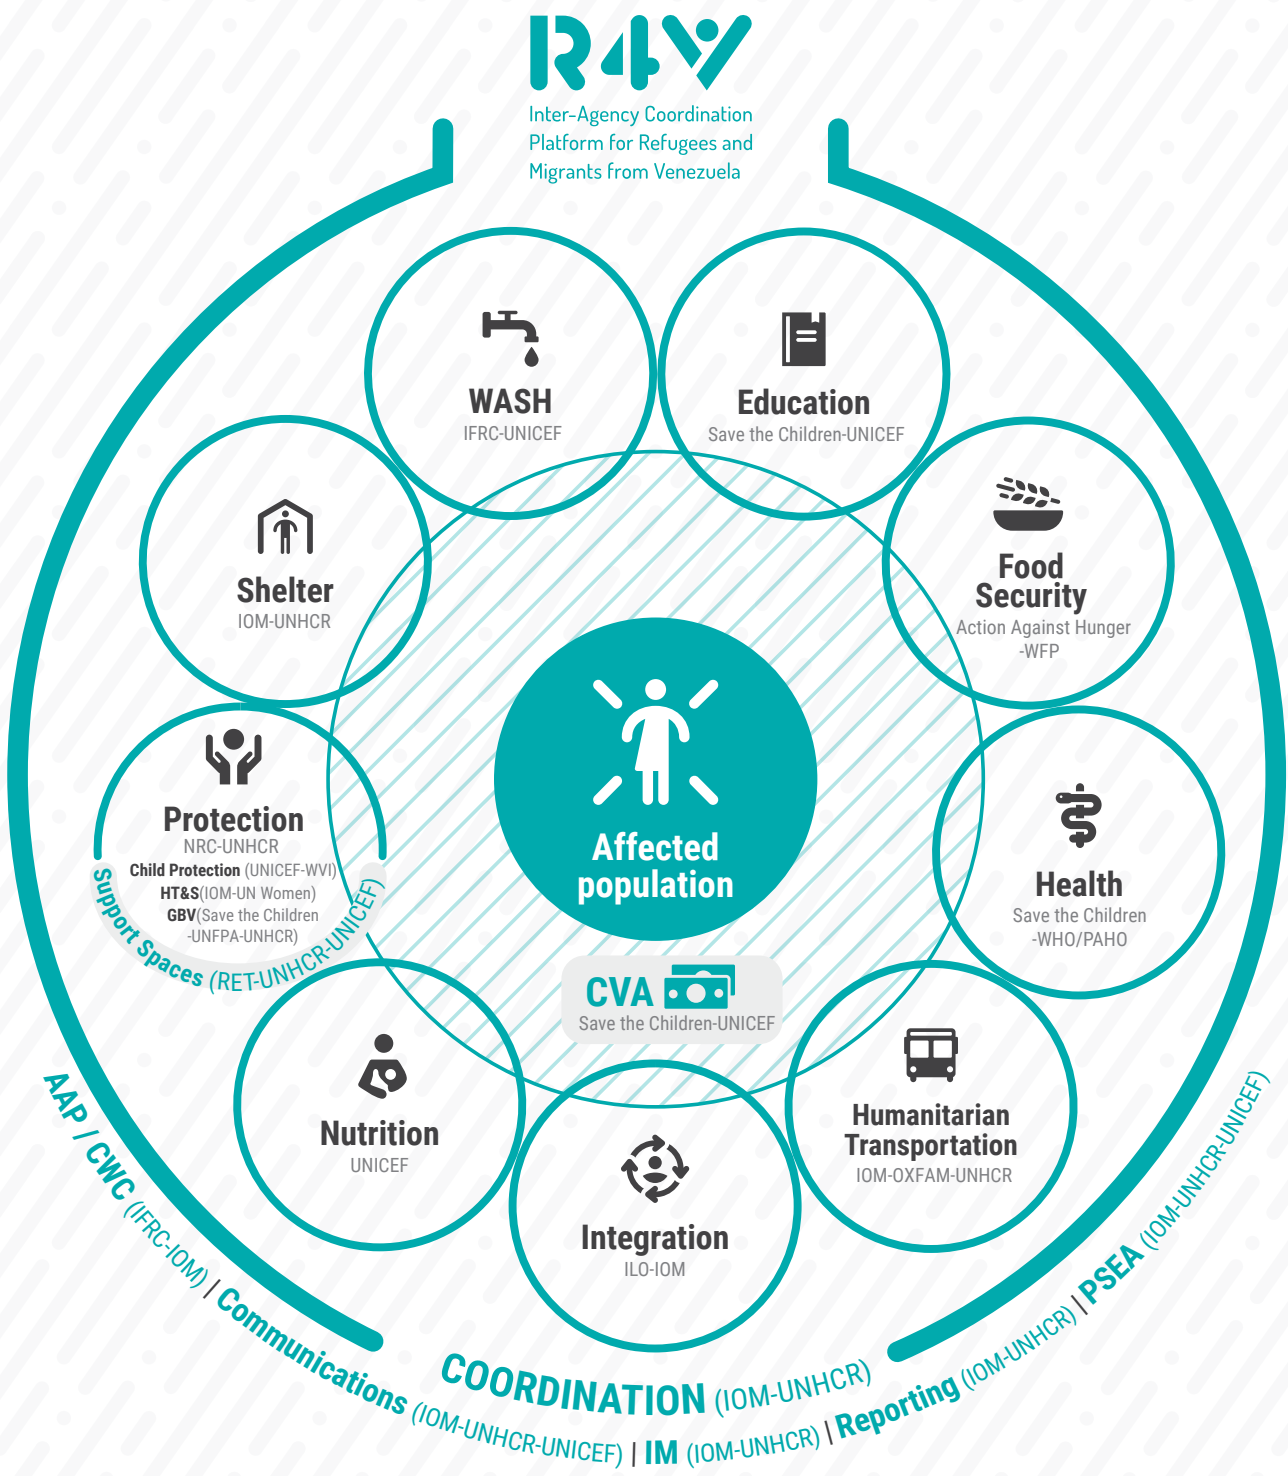 R4V
Inter-Agency Coordination
Platform for Refugees and
Migrants from Venezuela
WASH
IFRC-UNICEF
Education
Save the Children-UNICEF
Shelter
IOM-UNHCR
Food
Security
Action Against Hunger
-WFP
Protection
NRC-UNHCR
Child Protection (UNICEF-WVI)
HT&S(IOM-UN Women)
GBV(Save the Children
-UNFPA-UNHCR)
Support Spaces (RET-UNHCR-UNICEF)
Affected
population
Health
Save the Children
-WHO/PAHO
CVA
Save the Children-UNICEF
Nutrition
UNICEF
Humanitarian
Transportation
IOM-OXFAM-UNHCR
Integration
ILO-IOM
COORDINATION (IOM-UNHCR)
AAP / CWC (IFRC-IOM) | Communications (IOM-UNHCR-UNICEF) | IM (IOM-UNHCR) | Reporting (IOM-UNHCR) | PSEA (IOM-UNHCR-UNICEF)